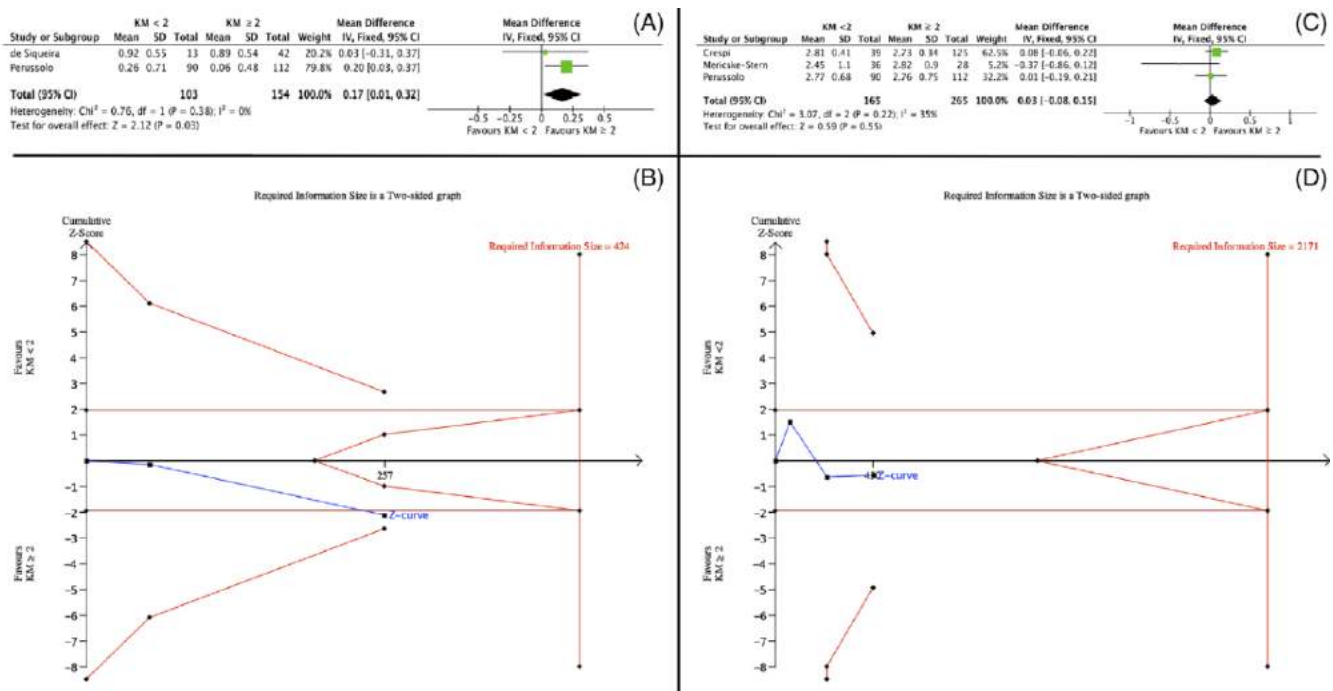 (A)
KM < 2 KM ≥ 2 Mean Difference Mean Difference
Study or Subgroup Mean SD Total Mean SD Total Weight IV, Fixed, 95% CI IV, Fixed, 95% CI
de Siqueira 0.92 0.55 13 0.89 0.54 42 20.2% 0.03 [-0.31, 0.37]
Perussolo 0.26 0.71 90 0.06 0.48 112 79.8% 0.20 [0.03, 0.37]
Total (95% CI) 103 154 100.0% 0.17 [0.01, 0.32]
Heterogeneity: Chi² = 0.76, df = 1 (P = 0.38); I² = 0%
Test for overall effect: Z = 2.12 (P = 0.03)
-0.5 -0.25 0 0.25 0.5
Favours KM < 2 Favours KM ≥ 2
(C)
KM <2 KM ≥ 2 Mean Difference Mean Difference
Study or Subgroup Mean SD Total Mean SD Total Weight IV, Fixed, 95% CI IV, Fixed, 95% CI
Crespi 2.81 0.41 39 2.73 0.34 125 62.5% 0.08 [-0.06, 0.22]
Mericske-Stern 2.45 1.1 36 2.82 0.9 28 5.2% -0.37 [-0.86, 0.12]
Perussolo 2.77 0.68 90 2.76 0.75 112 32.2% 0.01 [-0.19, 0.21]
Total (95% CI) 165 265 100.0% 0.03 [-0.08, 0.15]
Heterogeneity: Chi² = 3.07, df = 2 (P = 0.22); I² = 35%
Test for overall effect: Z = 0.59 (P = 0.55)
-1 -0.5 0 0.5 1
Favours KM < 2 Favours KM ≥ 2
(B)
Required Information Size is a Two-sided graph
Cumulative
Z-Score
Required Information Size = 424
8
7
6
5
4
3
2
1
-1
-2
-3
-4
-5
-6
-7
-8
Favours
KM < 2
257
Z-curve
Favours
KM ≥ 2
(D)
Required Information Size is a Two-sided graph
Cumulative
Z-Score
Required Information Size = 2171
8
7
6
5
4
3
2
1
-1
-2
-3
-4
-5
-6
-7
-8
Favours
KM <2
Z-curve
Favours
KM ≥ 2